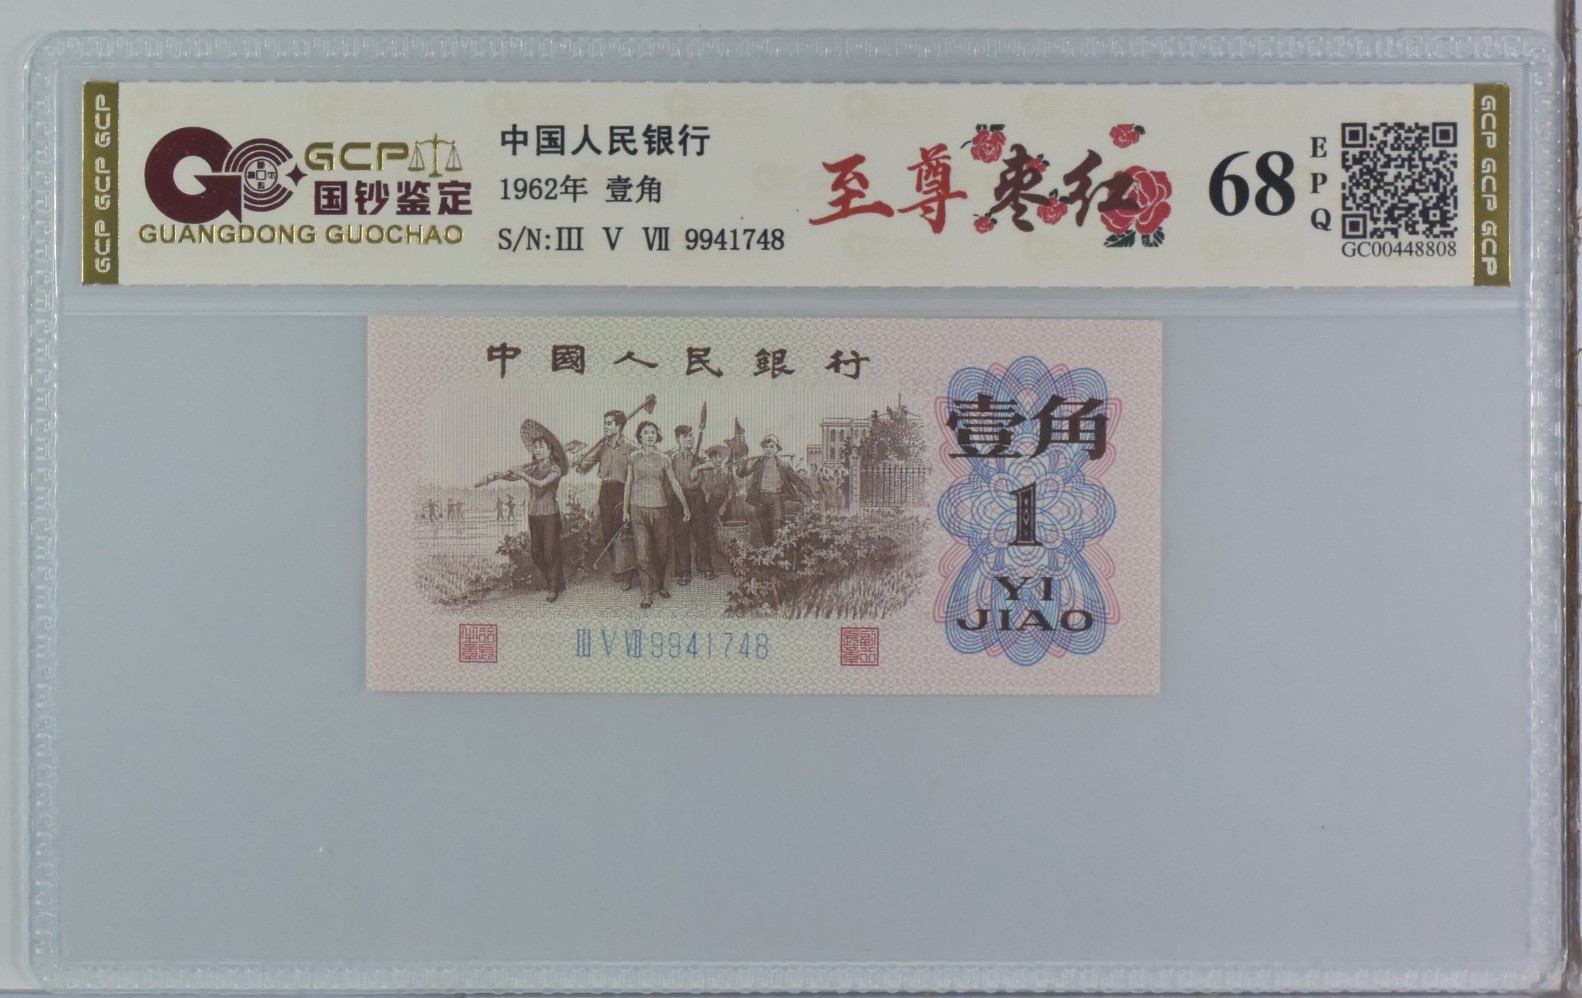 GCP GCP GCP
GCP
国钞鉴定
GUANGDONG GUOCHAO
中国人民银行
1962年 壹角
S/N:Ⅲ Ⅴ Ⅶ 9941748
至尊枣红
68
EPQ
GC00448808
GCP GCP GCP
中國人民銀行
壹角
1
YI
JIAO
Ⅲ Ⅴ Ⅶ 9941748